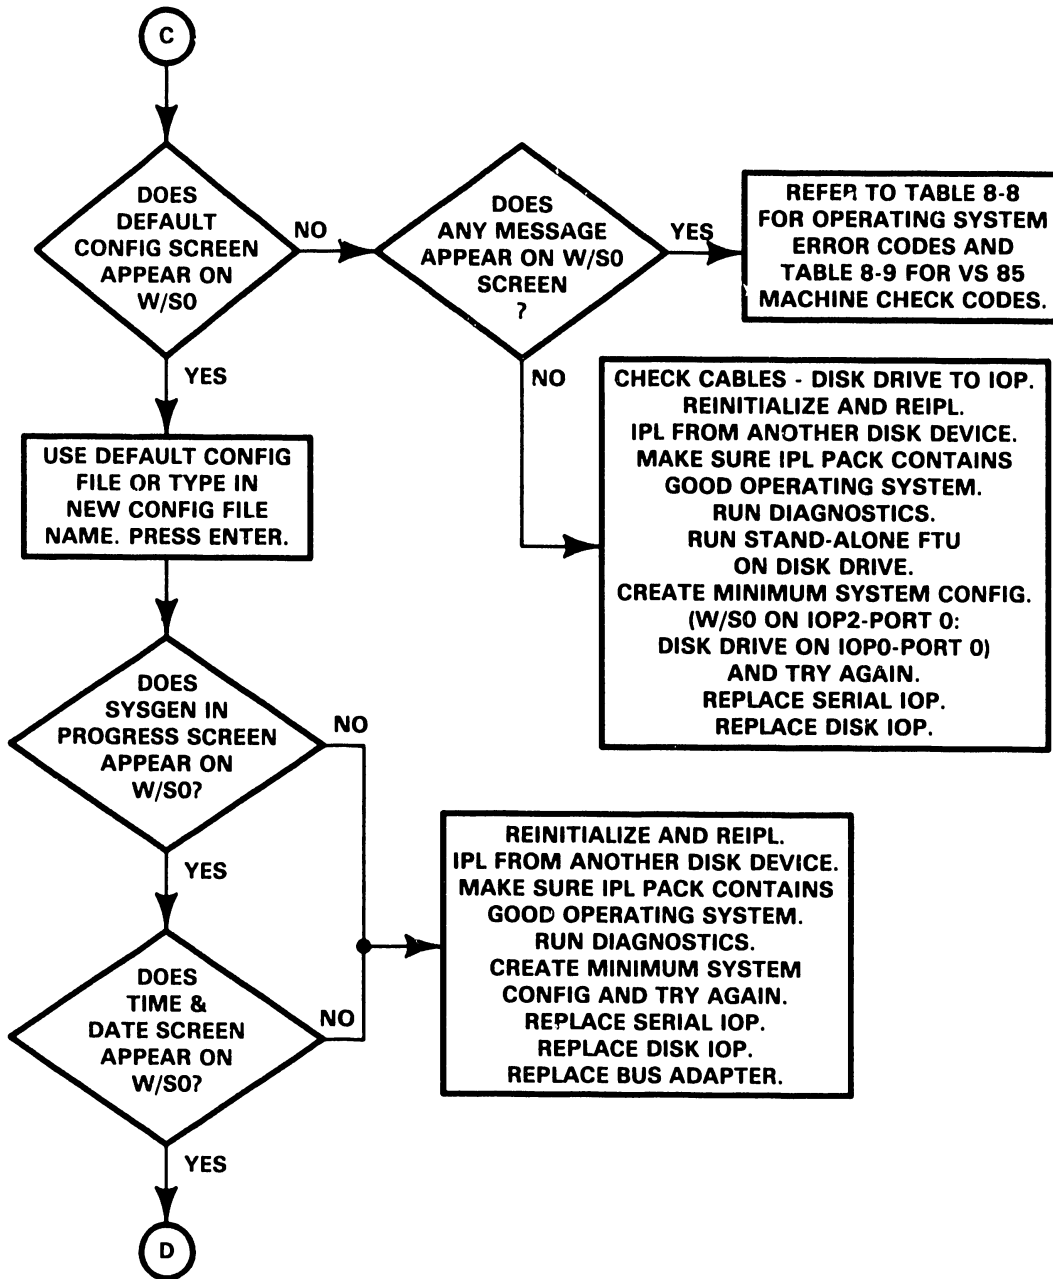 C
DOES
DEFAULT
CONFIG SCREEN
APPEAR ON
W/S0
NO
DOES
ANY MESSAGE
APPEAR ON W/S0
SCREEN
?
YES
REFER TO TABLE 8-8
FOR OPERATING SYSTEM
ERROR CODES AND
TABLE 8-9 FOR VS 85
MACHINE CHECK CODES.
YES
NO
CHECK CABLES - DISK DRIVE TO IOP.
REINITIALIZE AND REIPL.
IPL FROM ANOTHER DISK DEVICE.
MAKE SURE IPL PACK CONTAINS
GOOD OPERATING SYSTEM.
RUN DIAGNOSTICS.
RUN STAND-ALONE FTU
ON DISK DRIVE.
CREATE MINIMUM SYSTEM CONFIG.
(W/S0 ON IOP2-PORT 0:
DISK DRIVE ON IOP0-PORT 0)
AND TRY AGAIN.
REPLACE SERIAL IOP.
REPLACE DISK IOP.
USE DEFAULT CONFIG
FILE OR TYPE IN
NEW CONFIG FILE
NAME. PRESS ENTER.
DOES
SYSGEN IN
PROGRESS SCREEN
APPEAR ON
W/S0?
NO
YES
REINITIALIZE AND REIPL.
IPL FROM ANOTHER DISK DEVICE.
MAKE SURE IPL PACK CONTAINS
GOOD OPERATING SYSTEM.
RUN DIAGNOSTICS.
CREATE MINIMUM SYSTEM
CONFIG AND TRY AGAIN.
REPLACE SERIAL IOP.
REPLACE DISK IOP.
REPLACE BUS ADAPTER.
DOES
TIME &
DATE SCREEN
APPEAR ON
W/S0?
NO
YES
D